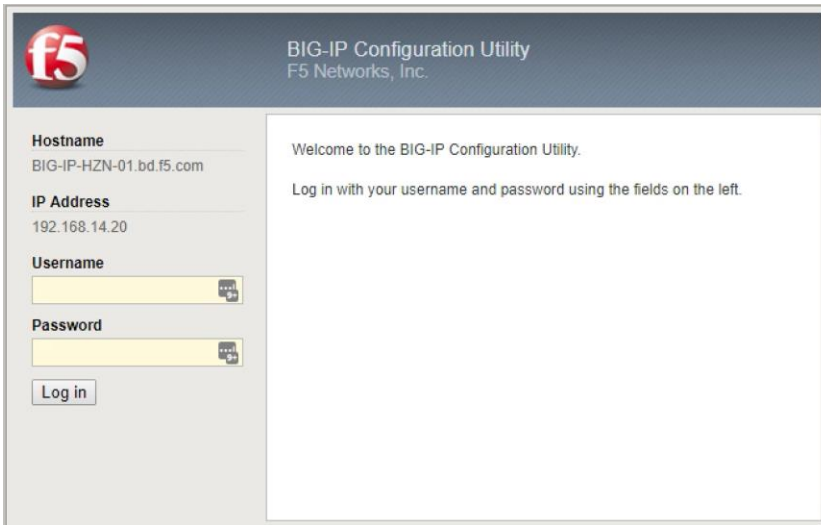 f5
BIG-IP Configuration Utility
F5 Networks, Inc.
Hostname
BIG-IP-HZN-01.bd.f5.com
IP Address
192.168.14.20
Username
9+
Password
9+
Log in
Welcome to the BIG-IP Configuration Utility.
Log in with your username and password using the fields on the left.